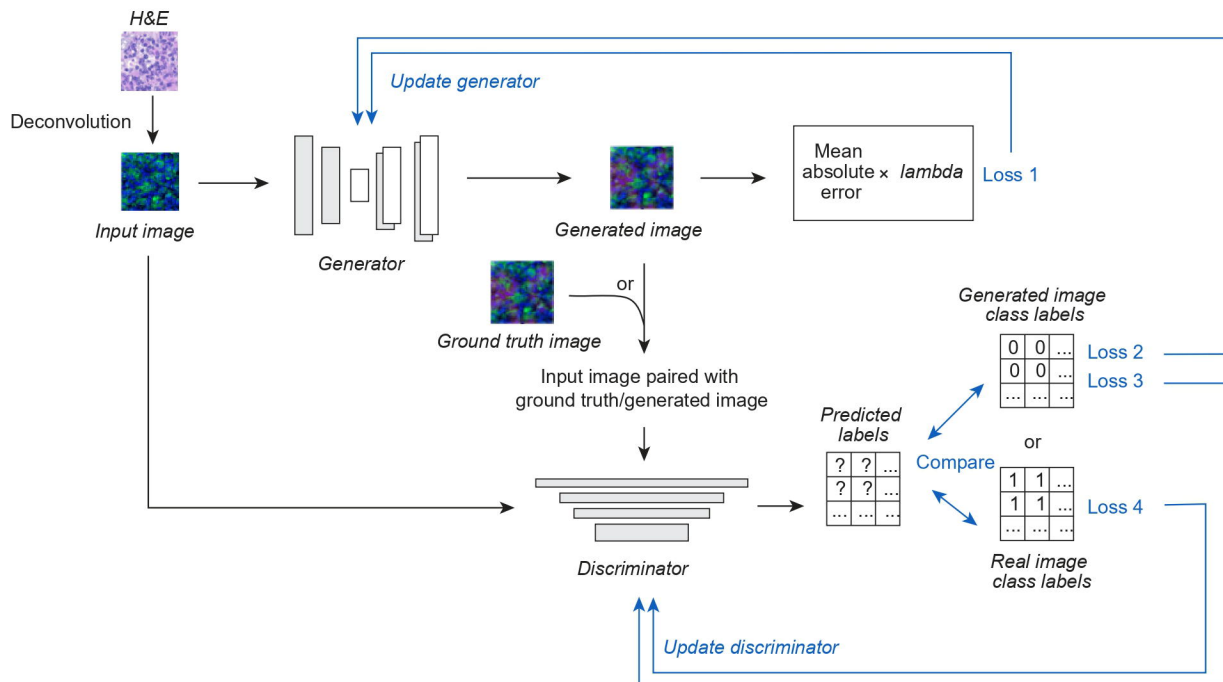 H&E
Deconvolution
Input image
Generator
Update generator
Generated image
Mean
absolute × lambda
error
Loss 1
or
Ground truth image
Input image paired with
ground truth/generated image
Discriminator
Predicted
labels
? ? ...
? ? ...
... ... ...
Compare
Generated image
class labels
0 0 ...
0 0 ...
... ... ...
Loss 2
Loss 3
or
1 1 ...
1 1 ...
... ... ...
Loss 4
Real image
class labels
Update discriminator